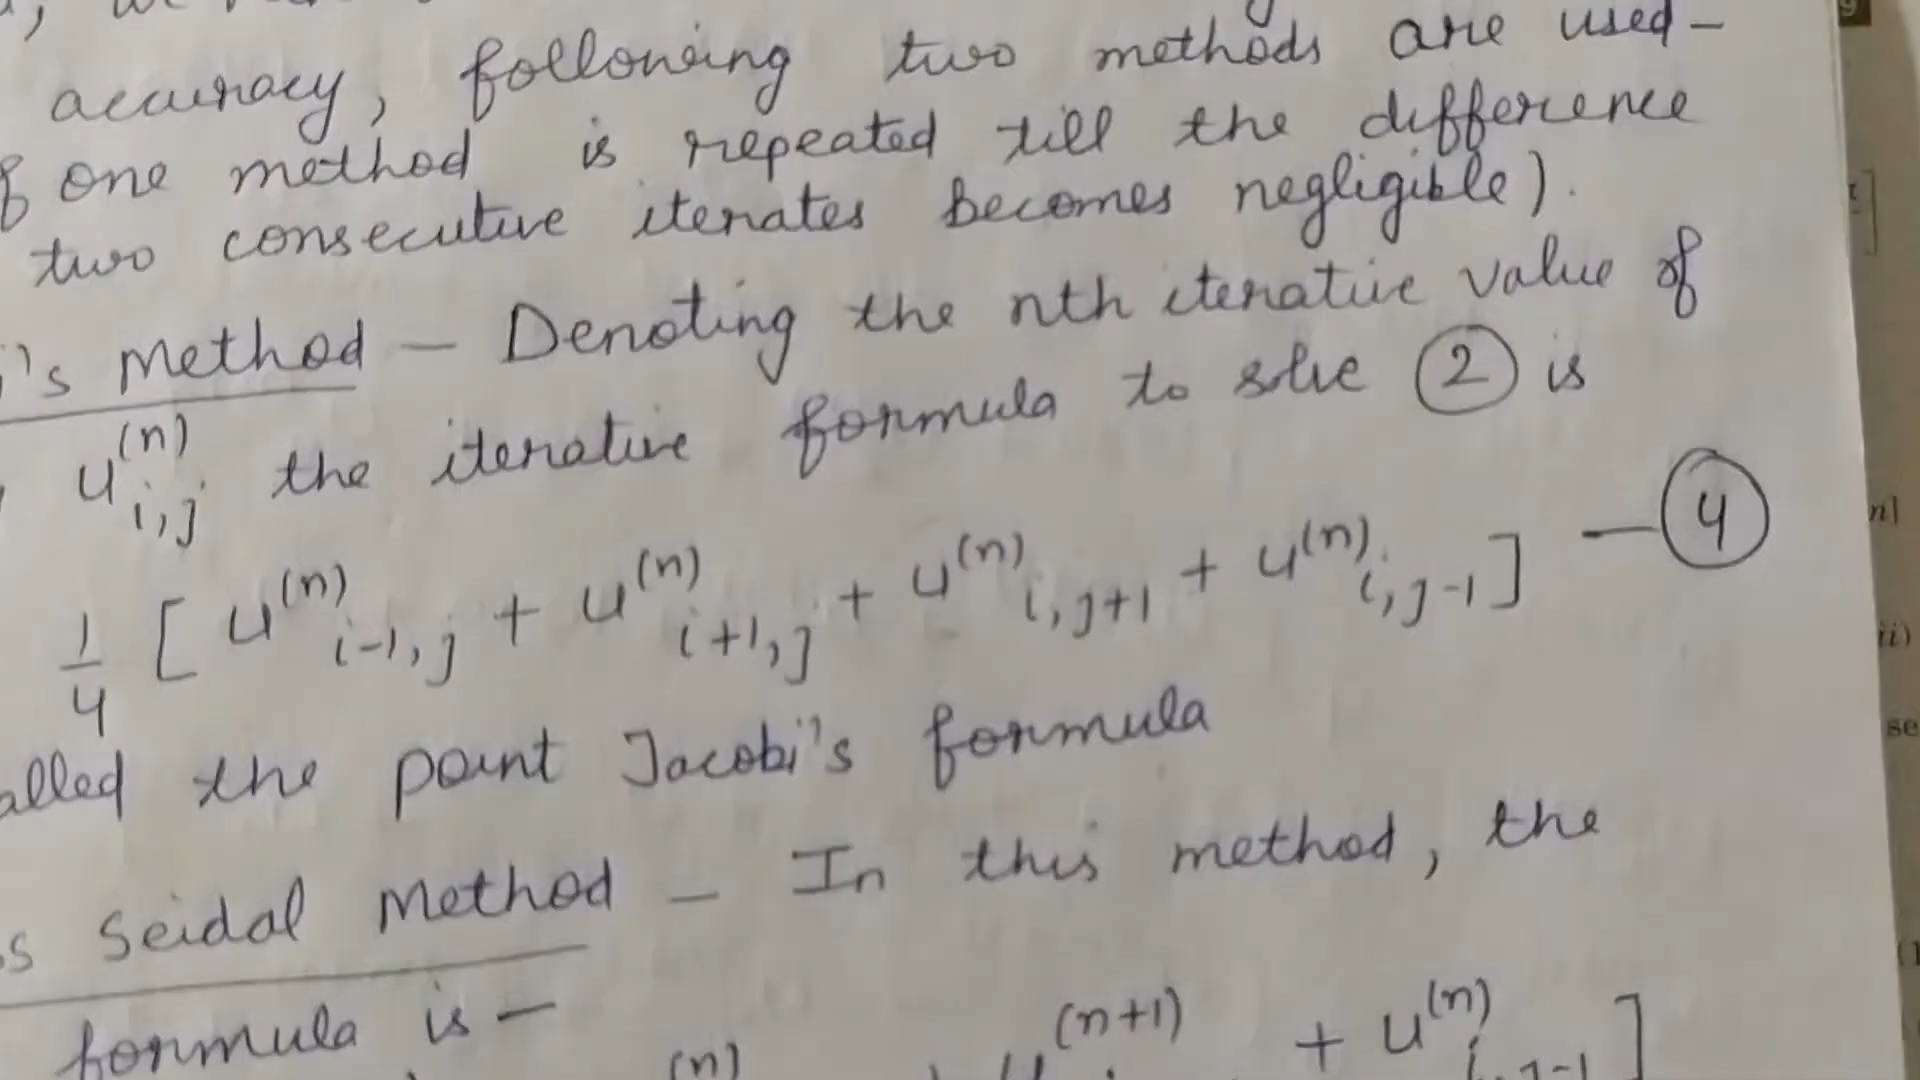 accuracy, following two methods are used-
of one method is repeated till the difference
two consecutive iterates becomes negligible).
i's Method - Denoting the nth iterative value of
u^(n)_i,j the iterative formula to solve ② is
1/4 [ u^(n)_i-1,j + u^(n)_i+1,j + u^(n)_i,j+1 + u^(n)_i,j-1 ] — ④
alled the point Jacobi's formula
s Seidal Method - In this method, the
formula is -
(n) (n+1) + u^(n)_i,j-1 ]